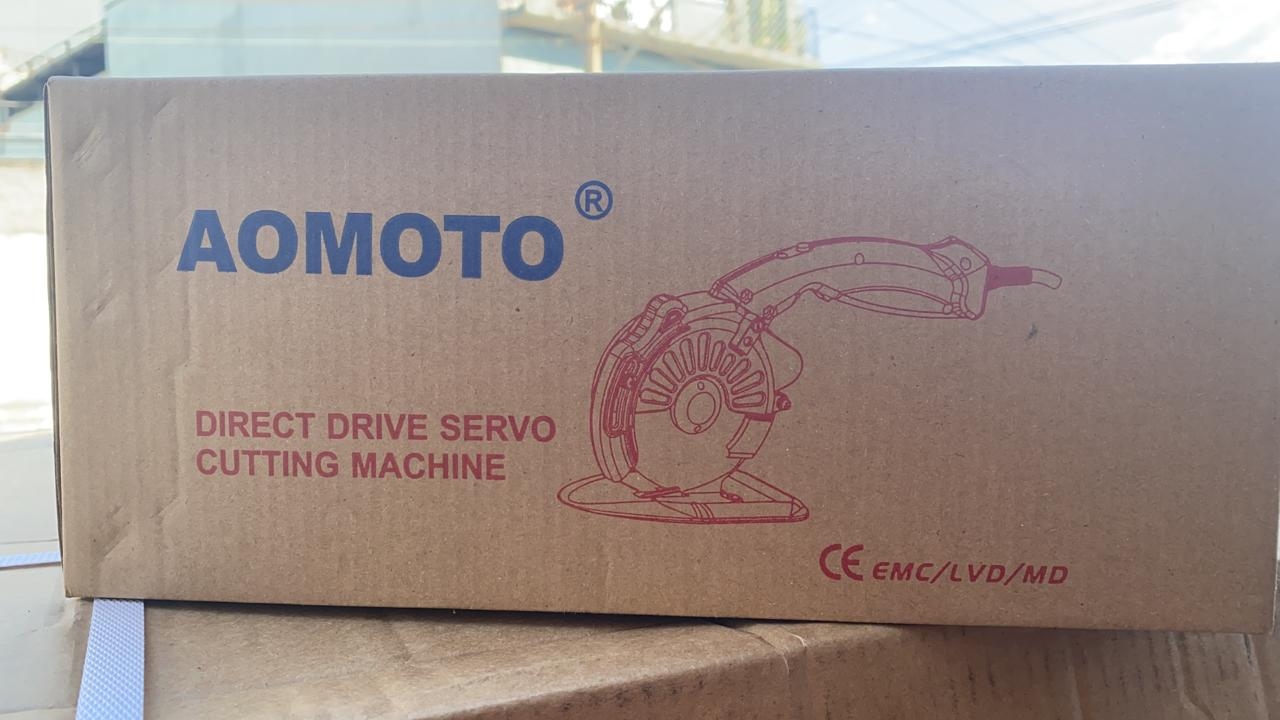 AOMOTO®
DIRECT DRIVE SERVO
CUTTING MACHINE
CE EMC/LVD/MD